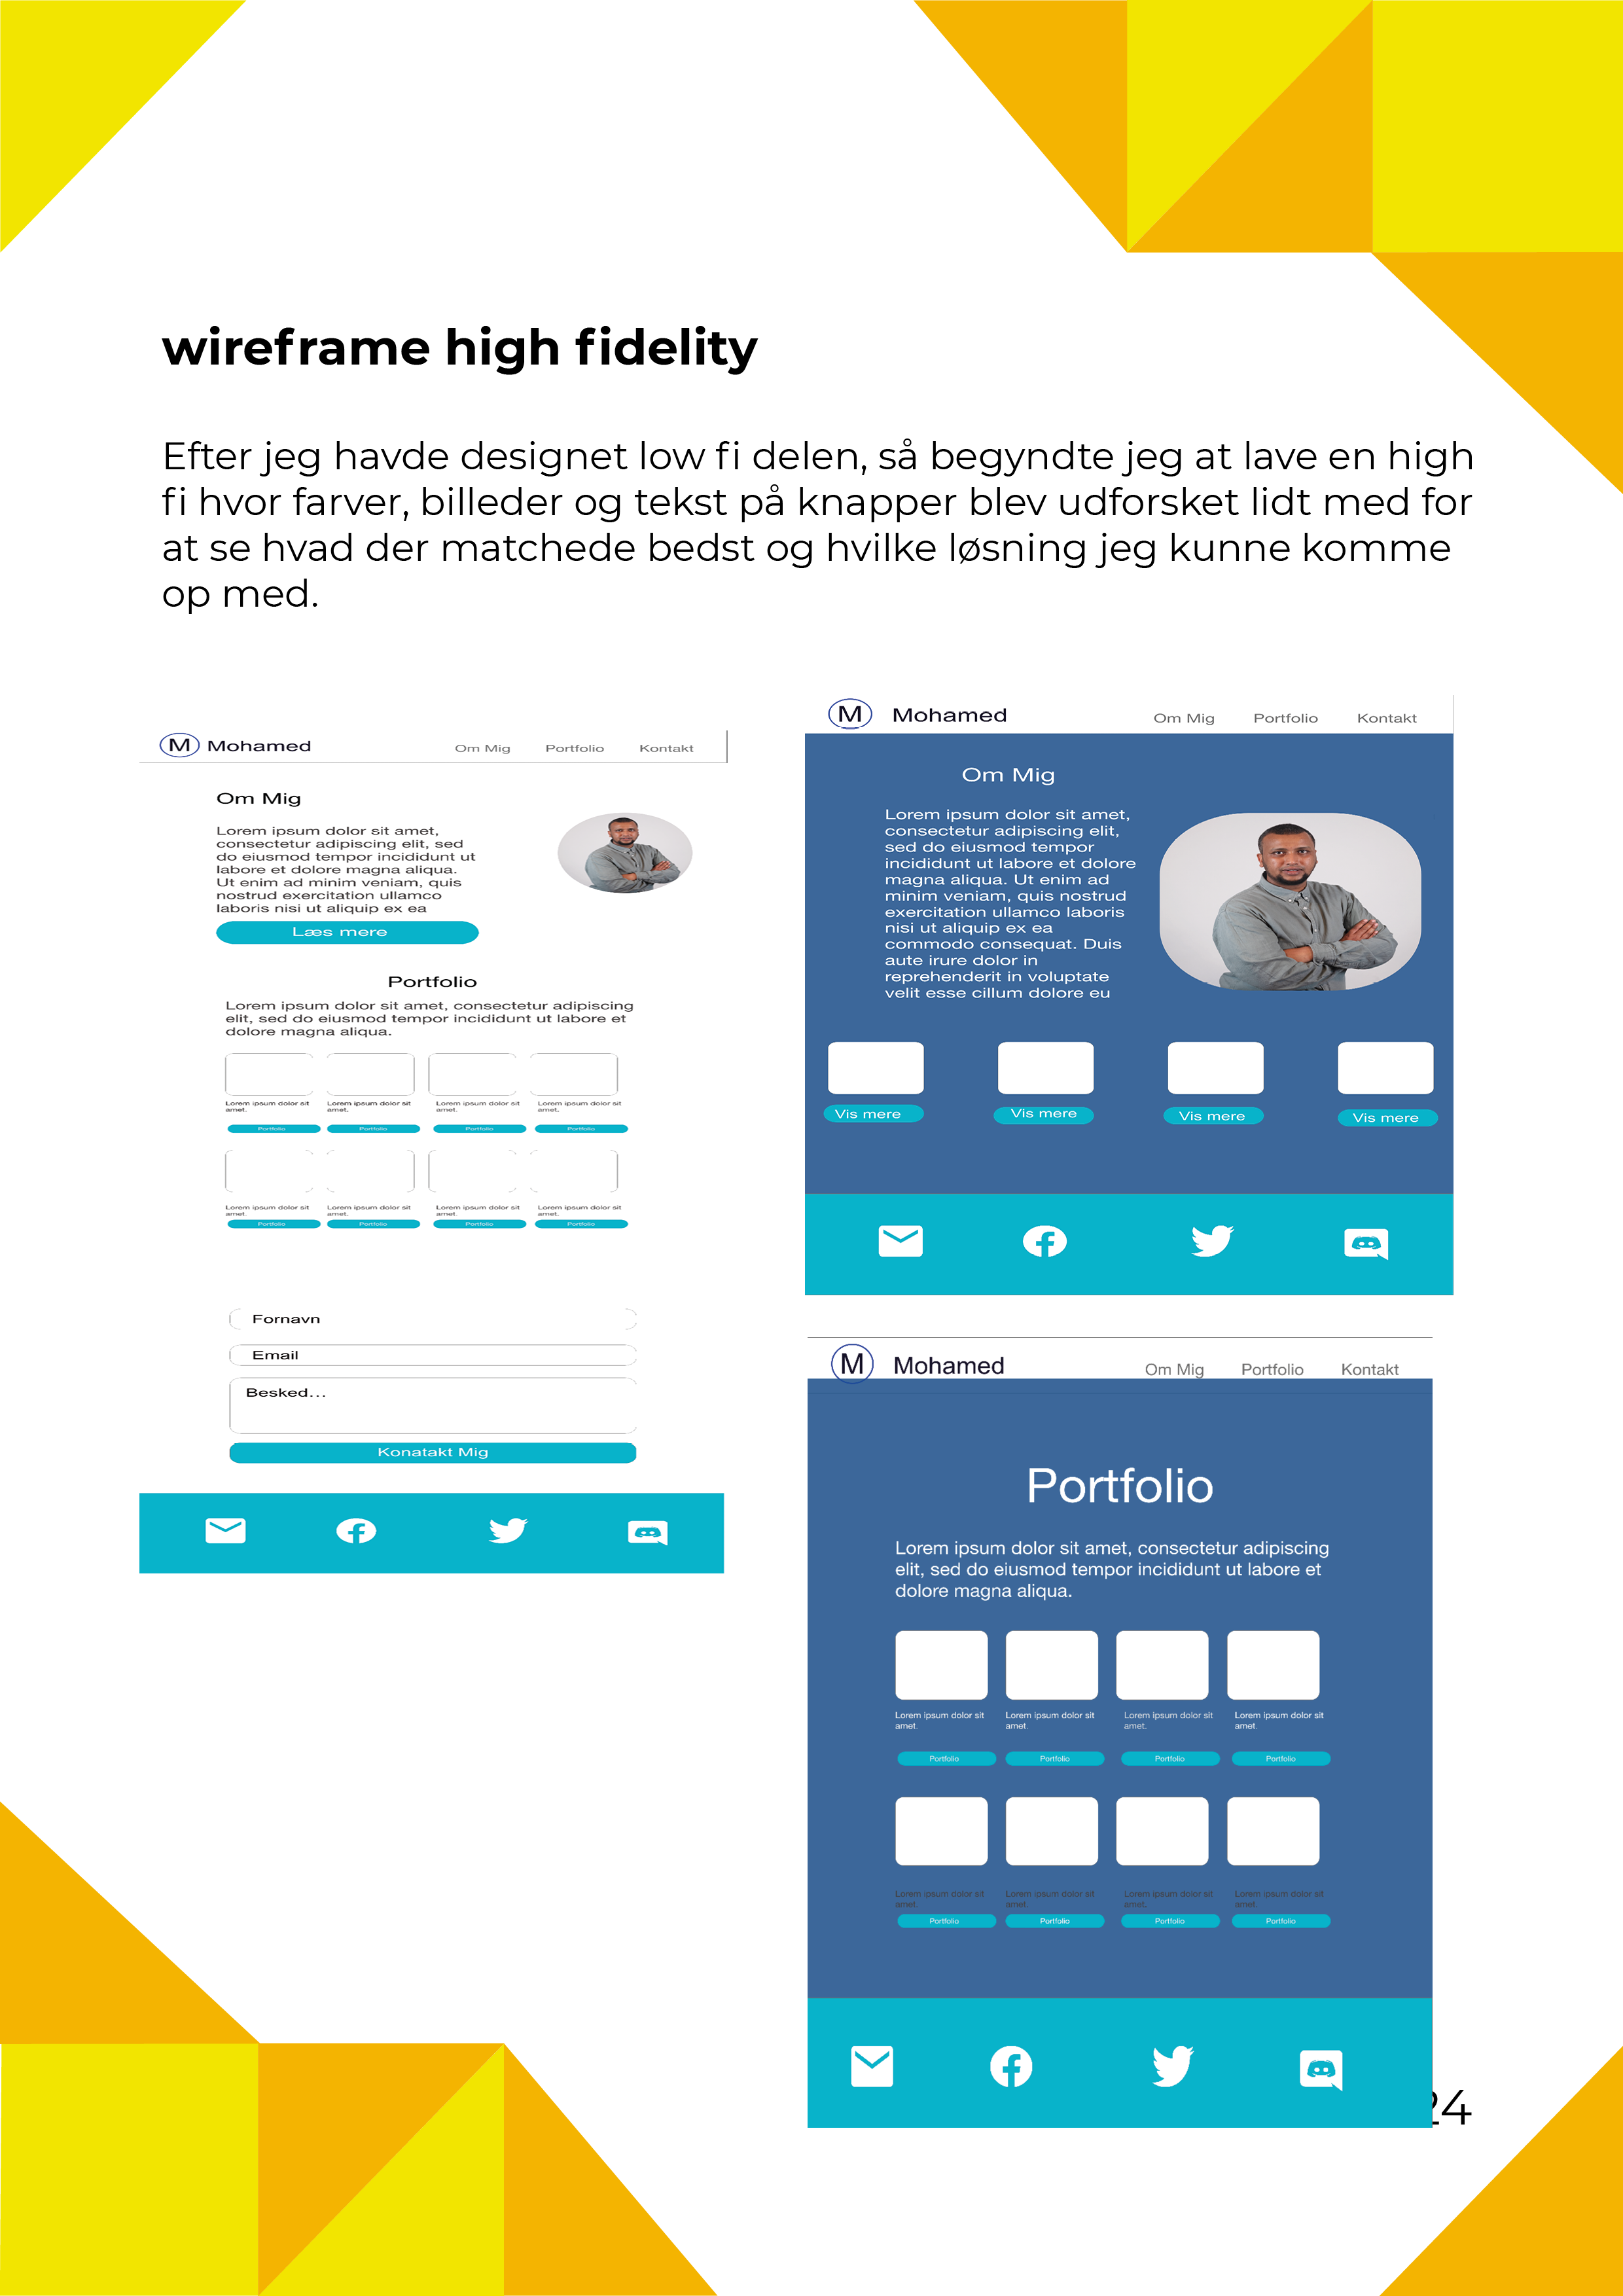 wireframe high fidelity
Efter jeg havde designet low fi delen, så begyndte jeg at lave en high
fi hvor farver, billeder og tekst på knapper blev udforsket lidt med for
at se hvad der matchede bedst og hvilke løsning jeg kunne komme
op med.
M Mohamed Om Mig Portfolio Kontakt
Om Mig
Lorem ipsum dolor sit amet,
consectetur adipiscing elit, sed
do eiusmod tempor incididunt ut
labore et dolore magna aliqua.
Ut enim ad minim veniam, quis
nostrud exercitation ullamco
laboris nisi ut aliquip ex ea
Læs mere
Portfolio
Lorem ipsum dolor sit amet, consectetur adipiscing
elit, sed do eiusmod tempor incididunt ut labore et
dolore magna aliqua.
Lorem ipsum dolor sit Lorem ipsum dolor sit Lorem ipsum dolor sit Lorem ipsum dolor sit
amet. amet. amet. amet.
Portfolio Portfolio Portfolio Portfolio
Lorem ipsum dolor sit Lorem ipsum dolor sit Lorem ipsum dolor sit Lorem ipsum dolor sit
amet. amet. amet. amet.
Portfolio Portfolio Portfolio Portfolio
Fornavn
Email
Besked...
Konatakt Mig
M Mohamed Om Mig Portfolio Kontakt
Om Mig
Lorem ipsum dolor sit amet,
consectetur adipiscing elit,
sed do eiusmod tempor
incididunt ut labore et dolore
magna aliqua. Ut enim ad
minim veniam, quis nostrud
exercitation ullamco laboris
nisi ut aliquip ex ea
commodo consequat. Duis
aute irure dolor in
reprehenderit in voluptate
velit esse cillum dolore eu
Vis mere Vis mere Vis mere Vis mere
M Mohamed Om Mig Portfolio Kontakt
Portfolio
Lorem ipsum dolor sit amet, consectetur adipiscing
elit, sed do eiusmod tempor incididunt ut labore et
dolore magna aliqua.
Lorem ipsum dolor sit Lorem ipsum dolor sit Lorem ipsum dolor sit Lorem ipsum dolor sit
amet. amet. amet. amet.
Portfolio Portfolio Portfolio Portfolio
Lorem ipsum dolor sit Lorem ipsum dolor sit Lorem ipsum dolor sit Lorem ipsum dolor sit
amet. amet. amet. amet.
Portfolio Portfolio Portfolio Portfolio
24